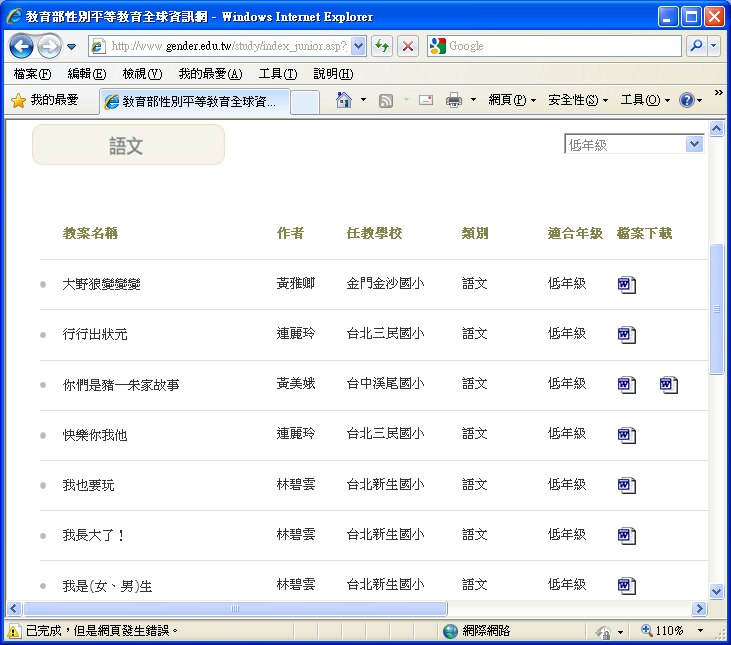 教育部性別平等教育全球資訊網 - Windows Internet Explorer
http://www.gender.edu.tw/study/index_junior.asp?
Google
檔案(F) 編輯(E) 檢視(V) 我的最愛(A) 工具(T) 說明(H)
我的最愛 教育部性別平等教育全球資... 網頁(P) 安全性(S) 工具(O) »
語文 低年級
教案名稱 作者 任教學校 類別 適合年級 檔案下載
大野狼變變變 黃雅卿 金門金沙國小 語文 低年級
行行出狀元 連麗玲 台北三民國小 語文 低年級
你們是豬—朱家故事 黃美娥 台中溪尾國小 語文 低年級
快樂你我他 連麗玲 台北三民國小 語文 低年級
我也要玩 林碧雲 台北新生國小 語文 低年級
我長大了！ 林碧雲 台北新生國小 語文 低年級
我是(女、男)生 林碧雲 台北新生國小 語文 低年級
已完成，但是網頁發生錯誤。 網際網路 110%